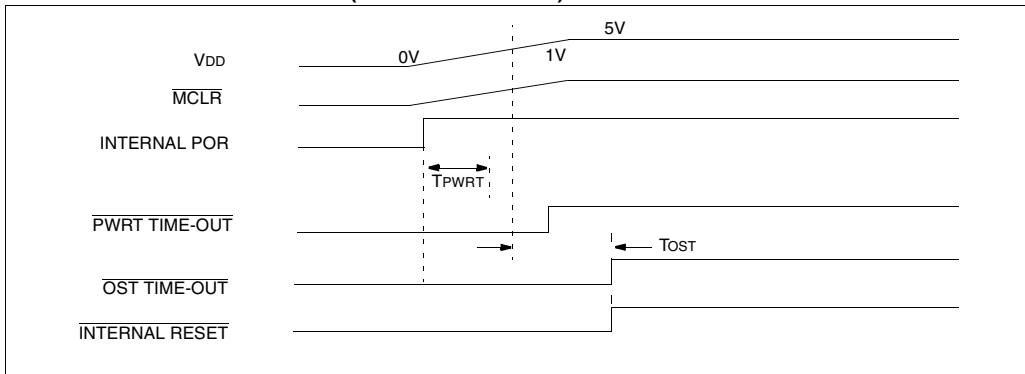 5V
0V
1V
VDD
MCLR
INTERNAL POR
TPWRT
PWRT TIME-OUT
TOST
OST TIME-OUT
INTERNAL RESET